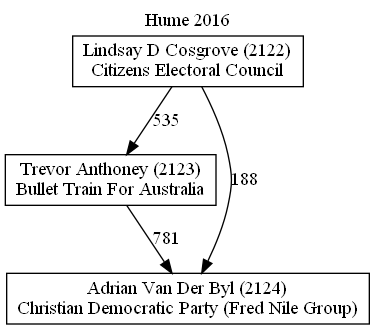 Hume 2016
Lindsay D Cosgrove (2122)
Citizens Electoral Council
535
Trevor Anthoney (2123)
Bullet Train For Australia
188
781
Adrian Van Der Byl (2124)
Christian Democratic Party (Fred Nile Group)